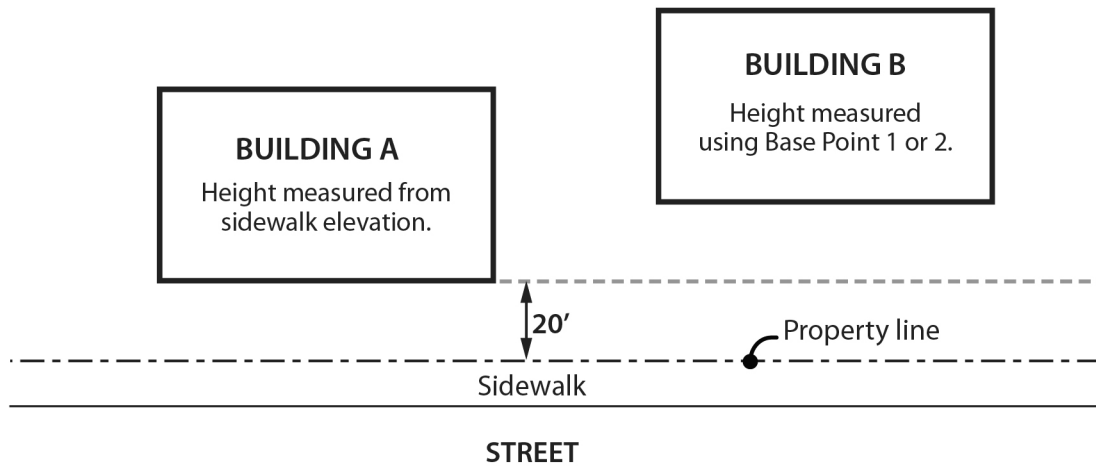 BUILDING B
Height measured
using Base Point 1 or 2.
BUILDING A
Height measured from
sidewalk elevation.
20′
Property line
Sidewalk
STREET